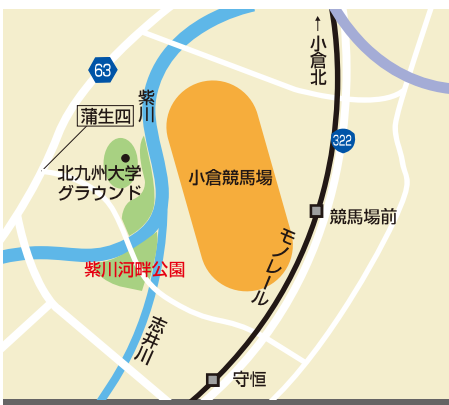 ↑小倉北
63
紫川
蒲生四
322
北九州大学
グラウンド
小倉競馬場
競馬場前
モノレール
紫川河畔公園
志井川
守恒